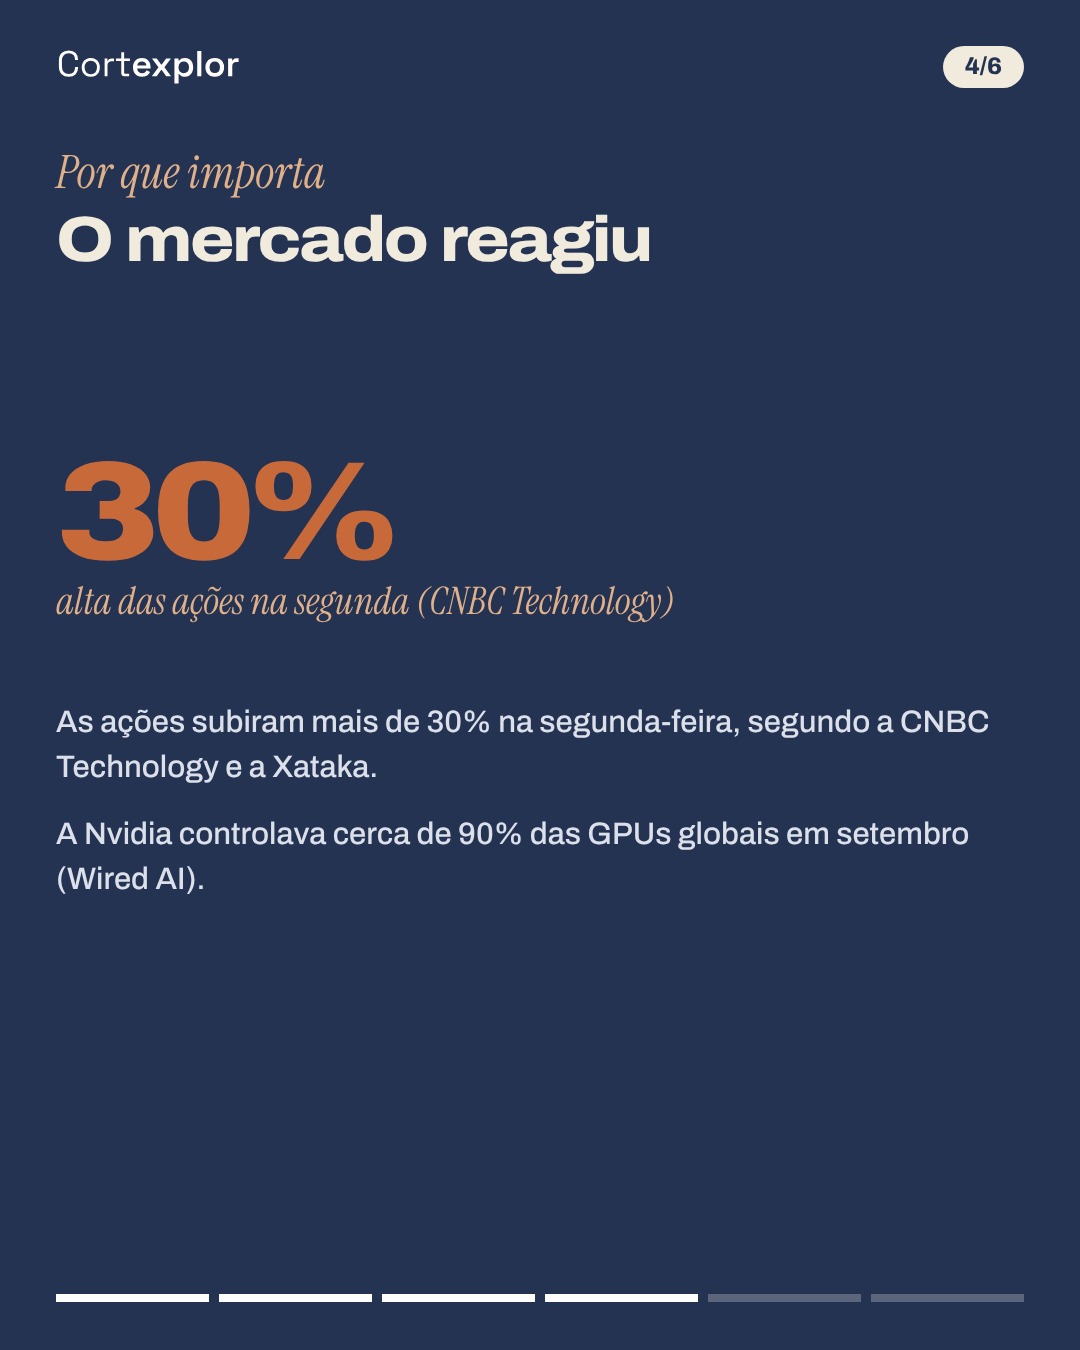 Cortexplor
4/6
Por que importa
O mercado reagiu
30%
alta das ações na segunda (CNBC Technology)
As ações subiram mais de 30% na segunda-feira, segundo a CNBC
Technology e a Xataka.
A Nvidia controlava cerca de 90% das GPUs globais em setembro
(Wired AI).